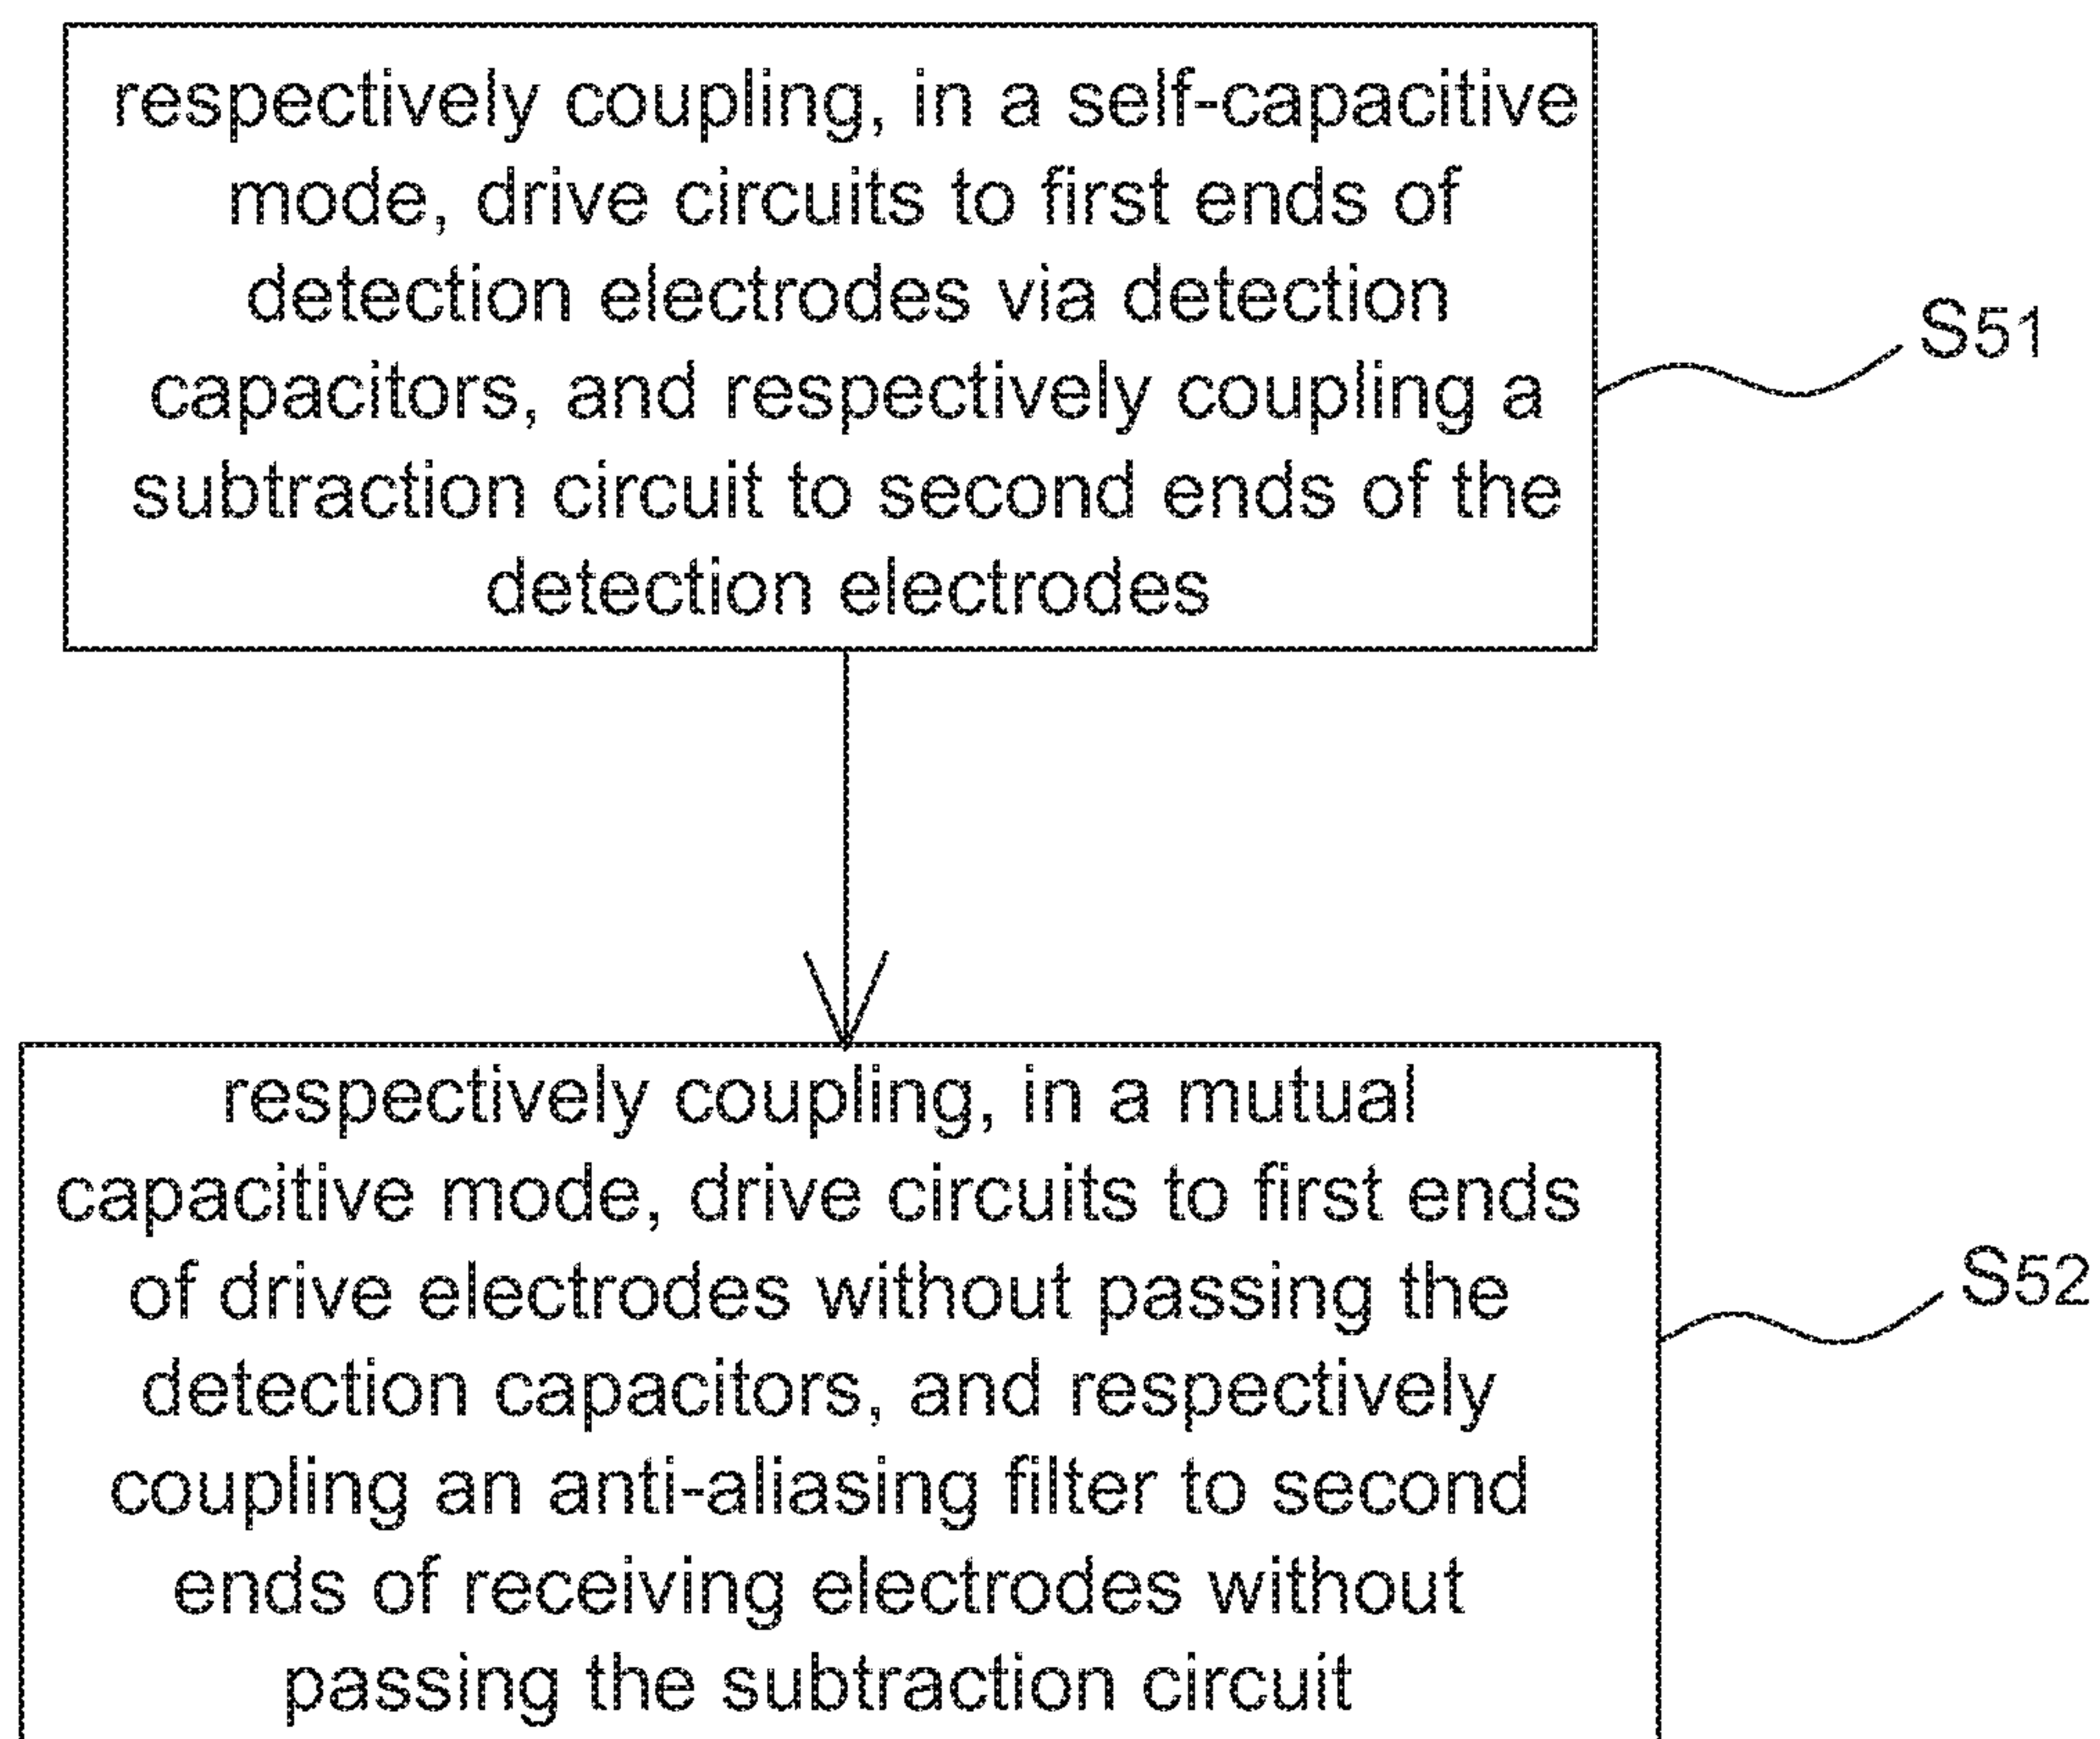 respectively coupling, in a self-capacitive
mode, drive circuits to first ends of
detection electrodes via detection
capacitors, and respectively coupling a
subtraction circuit to second ends of the
detection electrodes
S51
respectively coupling, in a mutual
capacitive mode, drive circuits to first ends
of drive electrodes without passing the
detection capacitors, and respectively
coupling an anti-aliasing filter to second
ends of receiving electrodes without
passing the subtraction circuit
S52